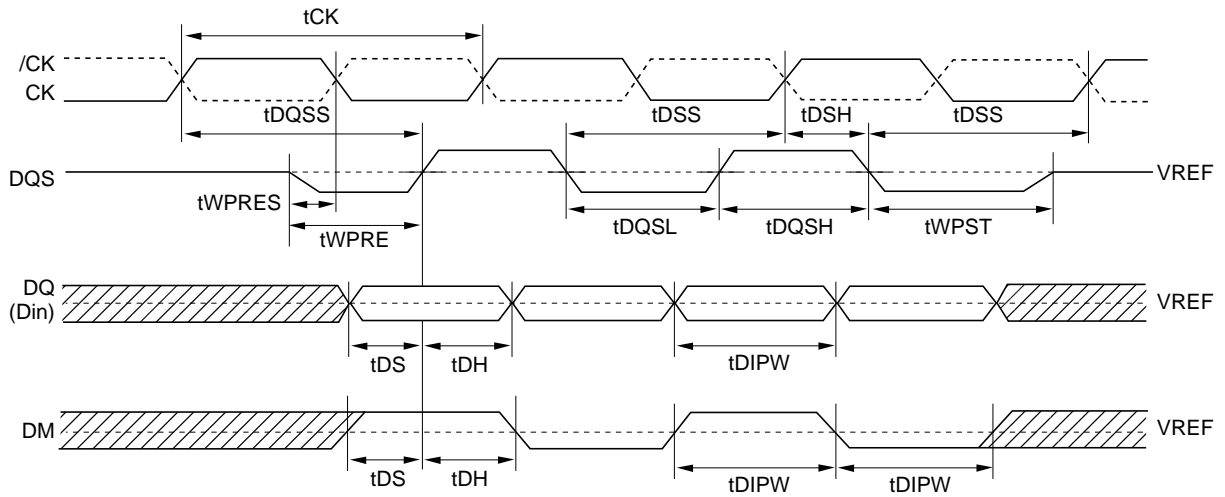 tCK
/CK
CK
tDQSS
tDSS
tDSH
tDSS
DQS
VREF
tWPRES
tWPRE
tDQSL
tDQSH
tWPST
DQ
(Din)
VREF
tDS
tDH
tDIPW
DM
VREF
tDS
tDH
tDIPW
tDIPW